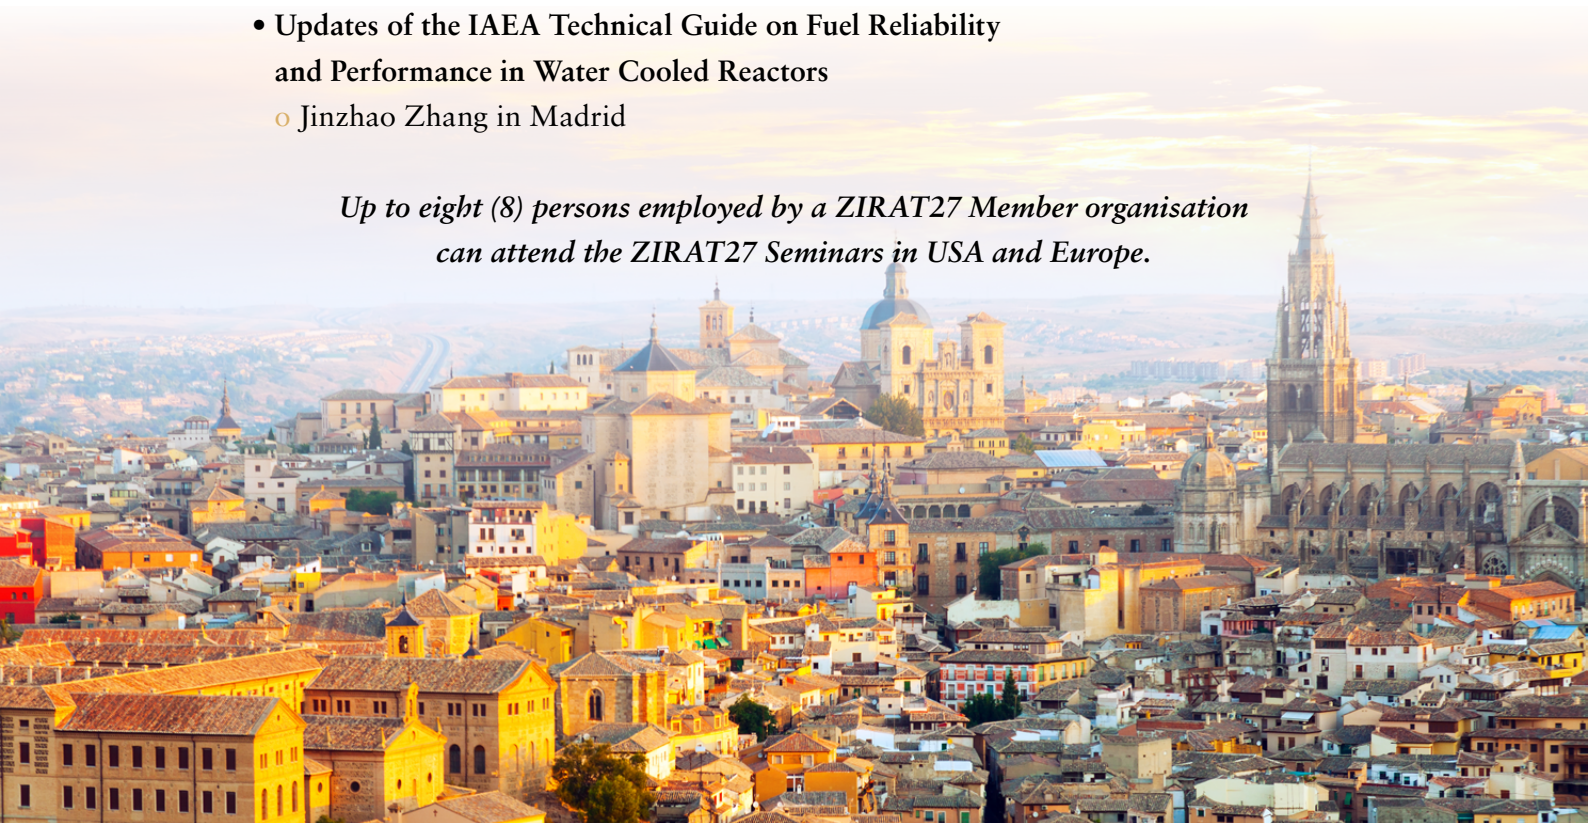 • Updates of the IAEA Technical Guide on Fuel Reliability
and Performance in Water Cooled Reactors
o Jinzhao Zhang in Madrid
Up to eight (8) persons employed by a ZIRAT27 Member organisation
can attend the ZIRAT27 Seminars in USA and Europe.